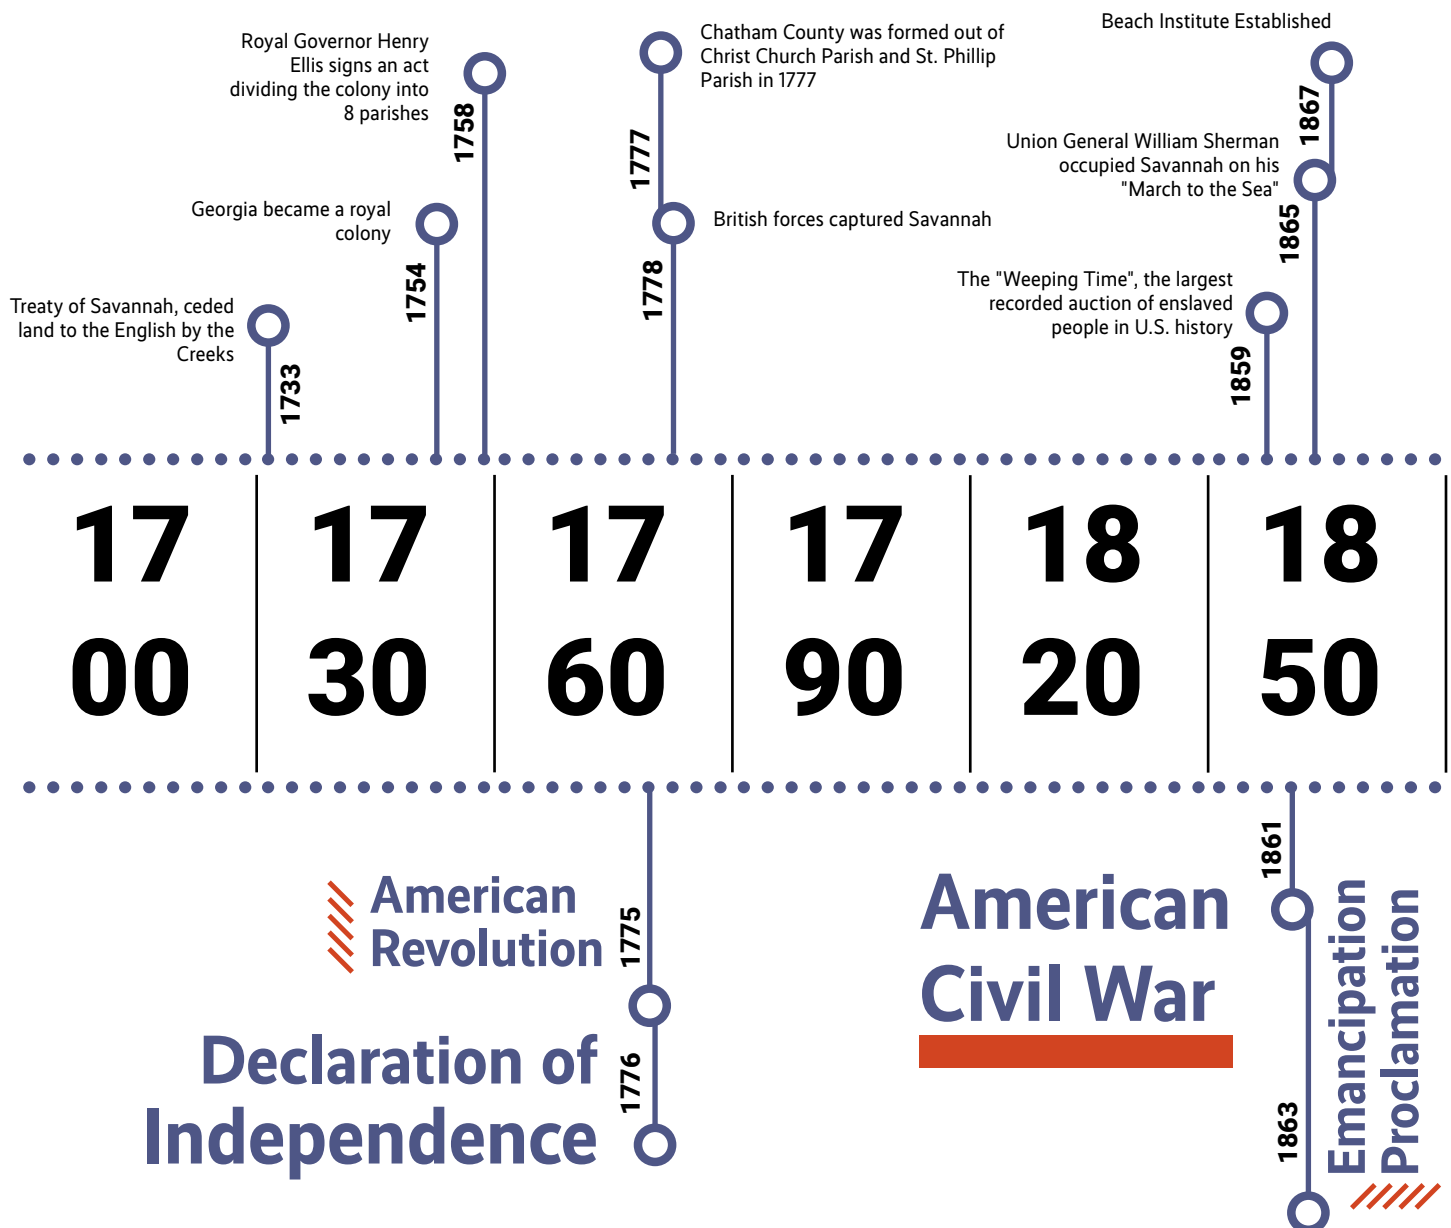 Royal Governor Henry
Ellis signs an act
dividing the colony into
8 parishes
1758
Georgia became a royal
colony
1754
Treaty of Savannah, ceded
land to the English by the
Creeks
1733
Chatham County was formed out of
Christ Church Parish and St. Phillip
Parish in 1777
1777
British forces captured Savannah
1778
Beach Institute Established
1867
Union General William Sherman
occupied Savannah on his
"March to the Sea"
1865
The "Weeping Time", the largest
recorded auction of enslaved
people in U.S. history
1859
17
00
17
30
17
60
17
90
18
20
18
50
American
Revolution
1775
Declaration of
Independence
1776
American
Civil War
1861
Emancipation
Proclamation
1863